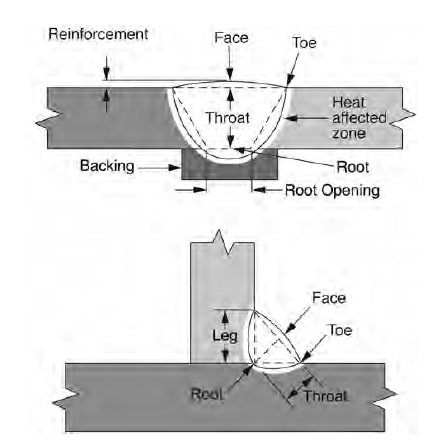 Reinforcement
Face
Toe
Throat
Heat
affected
zone
Backing
Root
Root Opening
Face
Leg
Toe
Root
Throat